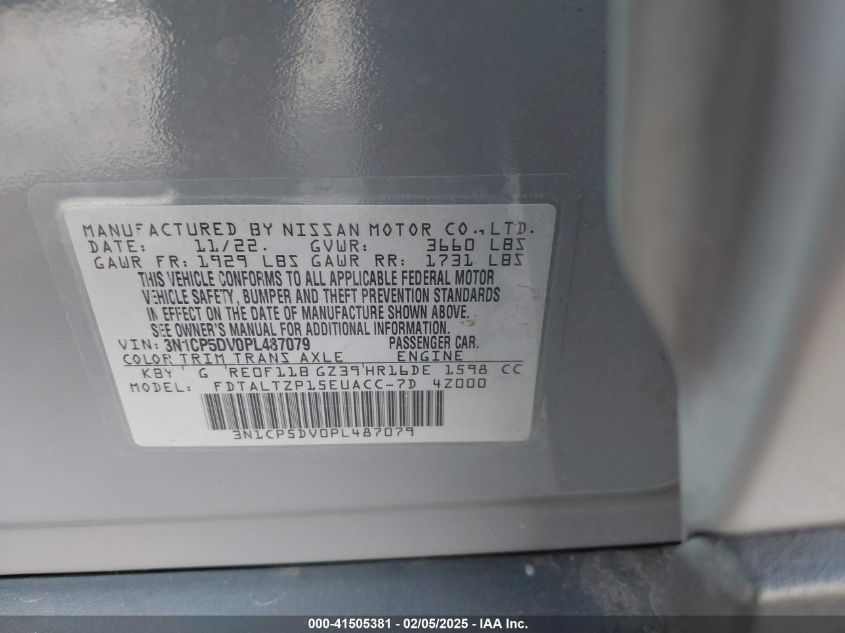 MANUFACTURED BY NISSAN MOTOR CO.,LTD.
DATE: 11/22. GVWR: 3660 LBS
GAWR FR: 1929 LBS GAWR RR: 1731 LBS
THIS VEHICLE CONFORMS TO ALL APPLICABLE FEDERAL MOTOR
VEHICLE SAFETY, BUMPER AND THEFT PREVENTION STANDARDS
IN EFFECT ON THE DATE OF MANUFACTURE SHOWN ABOVE.
SEE OWNER'S MANUAL FOR ADDITIONAL INFORMATION.
VIN: 3N1CP5DV0PL487079 PASSENGER CAR.
COLOR TRIM TRANS AXLE ENGINE
KBY G RE0F11B GZ39 HR16DE 1598 CC
MODEL: FDTALTZP15EUACC-7D 4Z000
3N1CP5DV0PL487079
000-41505381 - 02/05/2025 - IAAI Inc.